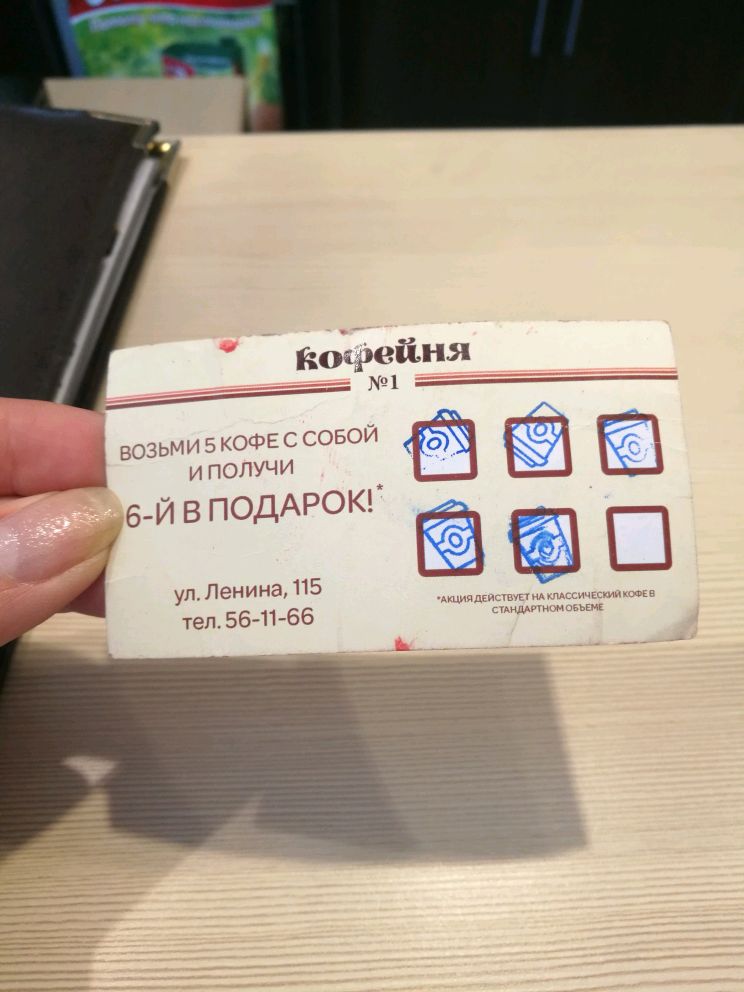 кофейня
№1
ВОЗЬМИ 5 КОФЕ С СОБОЙ
И ПОЛУЧИ
6-Й В ПОДАРОК!*
ул. Ленина, 115
тел. 56-11-66
*АКЦИЯ ДЕЙСТВУЕТ НА КЛАССИЧЕСКИЙ КОФЕ В
СТАНДАРТНОМ ОБЪЕМЕ